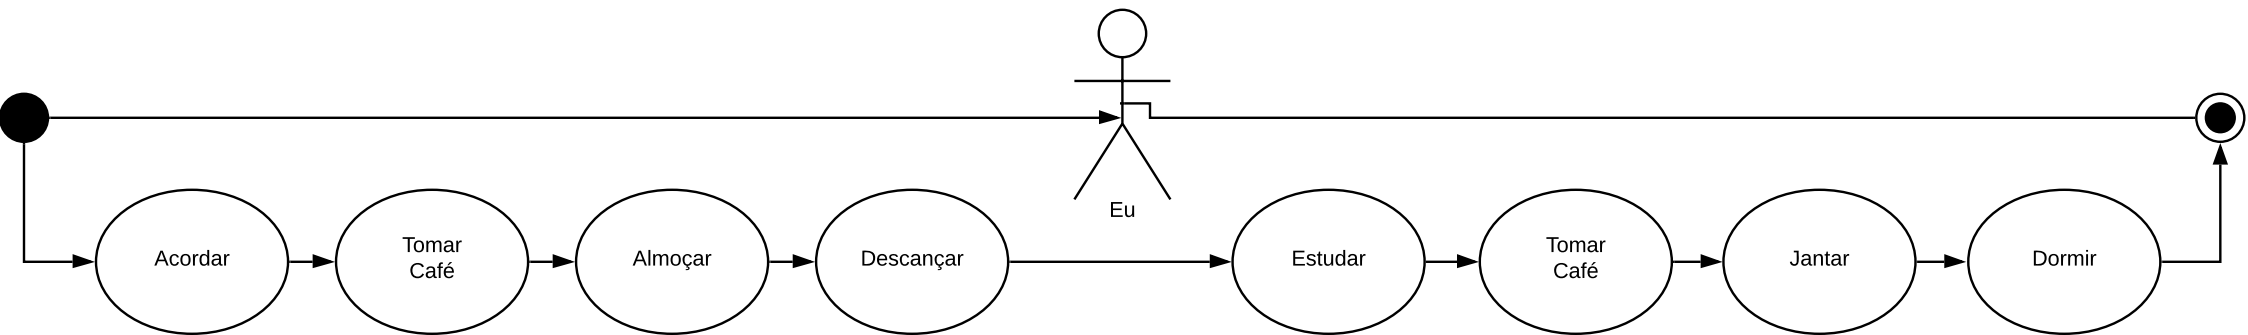 Eu
Acordar
Tomar
Café
Almoçar
Descançar
Estudar
Tomar
Café
Jantar
Dormir